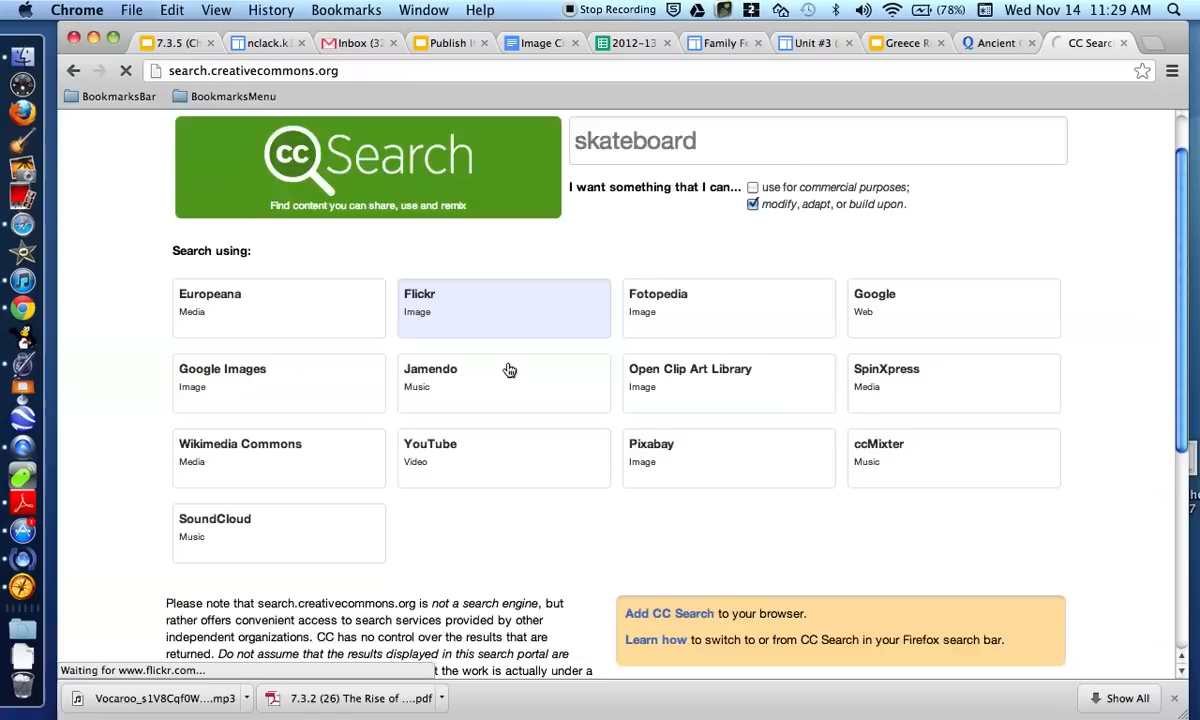 Chrome File Edit View History Bookmarks Window Help Stop Recording (78%) Wed Nov 14 11:29 AM
7.3.5 (Cl nclack.k Inbox (32 Publish I Image C 2012-13 Family Fe Unit #3 ( Greece R Ancient CC Searc
search.creativecommons.org
BookmarksBar BookmarksMenu
cc Search
Find content you can share, use and remix
skateboard
I want something that I can... use for commercial purposes;
modify, adapt, or build upon.
Search using:
Europeana Flickr Fotopedia Google
Media Image Image Web
Google Images Jamendo Open Clip Art Library SpinXpress
Image Music Image Media
Wikimedia Commons YouTube Pixabay ccMixter
Media Video Image Music
SoundCloud
Music
Please note that search.creativecommons.org is not a search engine, but
rather offers convenient access to search services provided by other
independent organizations. CC has no control over the results that are
returned. Do not assume that the results displayed in this search portal are
t the work is actually under a
Add CC Search to your browser.
Learn how to switch to or from CC Search in your Firefox search bar.
Waiting for www.flickr.com...
Vocaroo_s1V8Cqf0W....mp3 7.3.2 (26) The Rise of ....pdf Show All